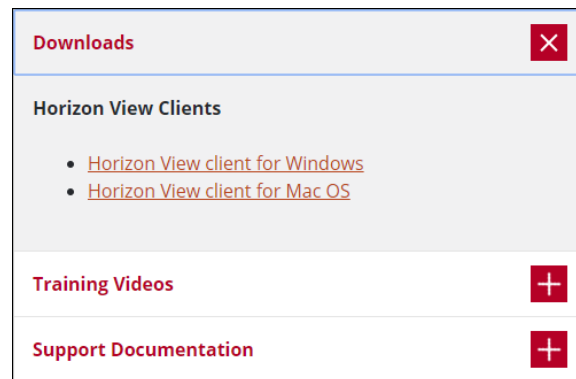 Downloads
Horizon View Clients
Horizon View client for Windows
Horizon View client for Mac OS
Training Videos
Support Documentation